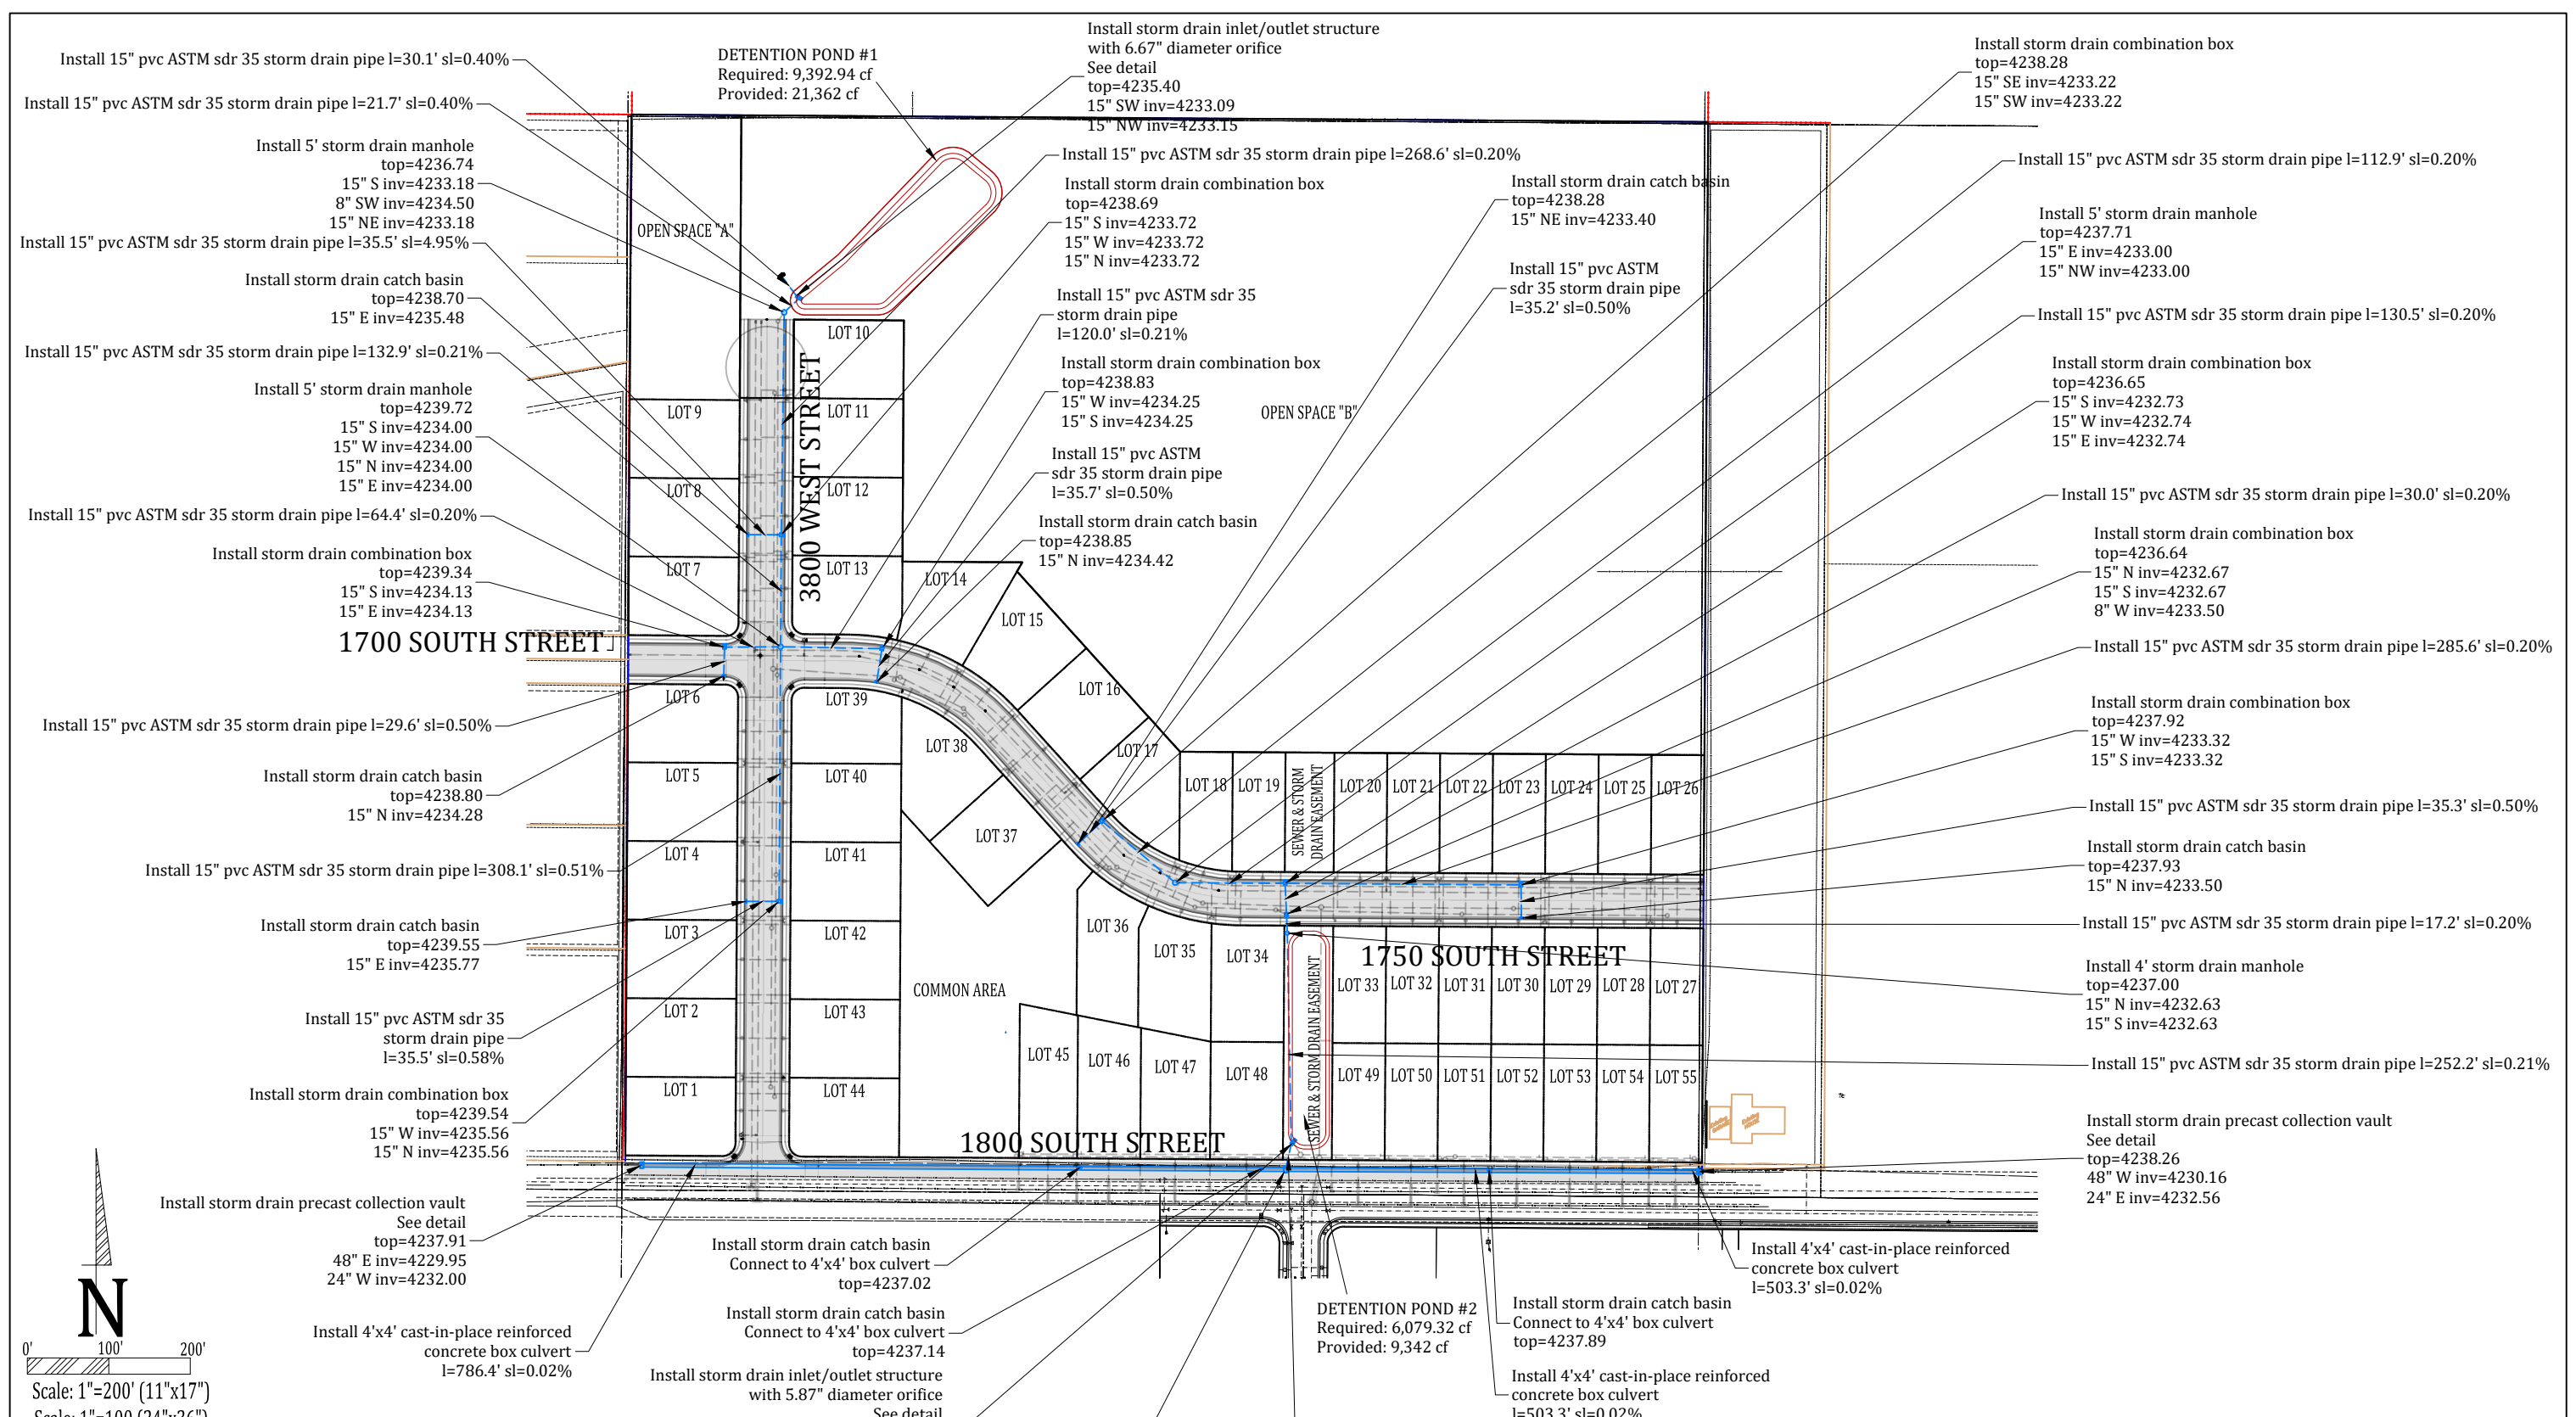 Install 15" pvc ASTM sdr 35 storm drain pipe l=30.1' sl=0.40%
Install 15" pvc ASTM sdr 35 storm drain pipe l=21.7' sl=0.40%
Install 5' storm drain manhole
top=4236.74
15" S inv=4233.18
8" SW inv=4234.50
15" NE inv=4233.18
Install 15" pvc ASTM sdr 35 storm drain pipe l=35.5' sl=4.95%
Install storm drain catch basin
top=4238.70
15" E inv=4235.48
Install 15" pvc ASTM sdr 35 storm drain pipe l=132.9' sl=0.21%
Install 5' storm drain manhole
top=4239.72
15" S inv=4234.00
15" W inv=4234.00
15" N inv=4234.00
15" E inv=4234.00
Install 15" pvc ASTM sdr 35 storm drain pipe l=64.4' sl=0.20%
Install storm drain combination box
top=4239.34
15" S inv=4234.13
15" E inv=4234.13
1700 SOUTH STREET
Install 15" pvc ASTM sdr 35 storm drain pipe l=29.6' sl=0.50%
Install storm drain catch basin
top=4238.80
15" N inv=4234.28
Install 15" pvc ASTM sdr 35 storm drain pipe l=308.1' sl=0.51%
Install storm drain catch basin
top=4239.55
15" E inv=4235.77
Install 15" pvc ASTM sdr 35
storm drain pipe
l=35.5' sl=0.58%
Install storm drain combination box
top=4239.54
15" W inv=4235.56
15" N inv=4235.56
Install storm drain precast collection vault
See detail
top=4237.91
48" E inv=4229.95
24" W inv=4232.00
Install 4'x4' cast-in-place reinforced
concrete box culvert
l=786.4' sl=0.02%
N
0' 100' 200'
Scale: 1"=200' (11"x17")
Scale: 1"=100 (24"x36")
DETENTION POND #1
Required: 9,392.94 cf
Provided: 21,362 cf
Install storm drain inlet/outlet structure
with 6.67" diameter orifice
See detail
top=4235.40
15" SW inv=4233.09
15" NW inv=4233.15
Install 15" pvc ASTM sdr 35 storm drain pipe l=268.6' sl=0.20%
Install storm drain combination box
top=4238.69
15" S inv=4233.72
15" W inv=4233.72
15" N inv=4233.72
Install 15" pvc ASTM sdr 35
storm drain pipe
l=120.0' sl=0.21%
Install storm drain combination box
top=4238.83
15" W inv=4234.25
15" S inv=4234.25
Install 15" pvc ASTM
sdr 35 storm drain pipe
l=35.7' sl=0.50%
Install storm drain catch basin
top=4238.85
15" N inv=4234.42
Install storm drain catch basin
top=4238.28
15" NE inv=4233.40
Install 15" pvc ASTM
sdr 35 storm drain pipe
l=35.2' sl=0.50%
OPEN SPACE "A"
OPEN SPACE "B"
3800 WEST STREET
LOT 10
LOT 9
LOT 11
LOT 8
LOT 12
LOT 7
LOT 13
LOT 14
LOT 15
LOT 16
LOT 17
LOT 6
LOT 39
LOT 38
LOT 5
LOT 40
LOT 37
LOT 4
LOT 41
LOT 18
LOT 19
SEWER & STORM
DRAIN EASEMENT
LOT 20
LOT 21
LOT 22
LOT 23
LOT 24
LOT 25
LOT 26
LOT 3
LOT 42
LOT 36
LOT 35
LOT 34
1750 SOUTH STREET
COMMON AREA
LOT 33
LOT 32
LOT 31
LOT 30
LOT 29
LOT 28
LOT 27
LOT 2
LOT 43
SEWER & STORM DRAIN EASEMENT
LOT 45
LOT 46
LOT 47
LOT 48
LOT 49
LOT 50
LOT 51
LOT 52
LOT 53
LOT 54
LOT 55
LOT 1
LOT 44
1800 SOUTH STREET
Install storm drain combination box
top=4238.28
15" SE inv=4233.22
15" SW inv=4233.22
Install 15" pvc ASTM sdr 35 storm drain pipe l=112.9' sl=0.20%
Install 5' storm drain manhole
top=4237.71
15" E inv=4233.00
15" NW inv=4233.00
Install 15" pvc ASTM sdr 35 storm drain pipe l=130.5' sl=0.20%
Install storm drain combination box
top=4236.65
15" S inv=4232.73
15" W inv=4232.74
15" E inv=4232.74
Install 15" pvc ASTM sdr 35 storm drain pipe l=30.0' sl=0.20%
Install storm drain combination box
top=4236.64
15" N inv=4232.67
15" S inv=4232.67
8" W inv=4233.50
Install 15" pvc ASTM sdr 35 storm drain pipe l=285.6' sl=0.20%
Install storm drain combination box
top=4237.92
15" W inv=4233.32
15" S inv=4233.32
Install 15" pvc ASTM sdr 35 storm drain pipe l=35.3' sl=0.50%
Install storm drain catch basin
top=4237.93
15" N inv=4233.50
Install 15" pvc ASTM sdr 35 storm drain pipe l=17.2' sl=0.20%
Install 4' storm drain manhole
top=4237.00
15" N inv=4232.63
15" S inv=4232.63
Install 15" pvc ASTM sdr 35 storm drain pipe l=252.2' sl=0.21%
Install storm drain precast collection vault
See detail
top=4238.26
48" W inv=4230.16
24" E inv=4232.56
Install storm drain catch basin
Connect to 4'x4' box culvert
top=4237.02
Install storm drain catch basin
Connect to 4'x4' box culvert
top=4237.14
Install storm drain inlet/outlet structure
with 5.87" diameter orifice
See detail
DETENTION POND #2
Required: 6,079.32 cf
Provided: 9,342 cf
Install storm drain catch basin
Connect to 4'x4' box culvert
top=4237.89
Install 4'x4' cast-in-place reinforced
concrete box culvert
l=503.3' sl=0.02%
Install 4'x4' cast-in-place reinforced
concrete box culvert
l=503.3' sl=0.02%